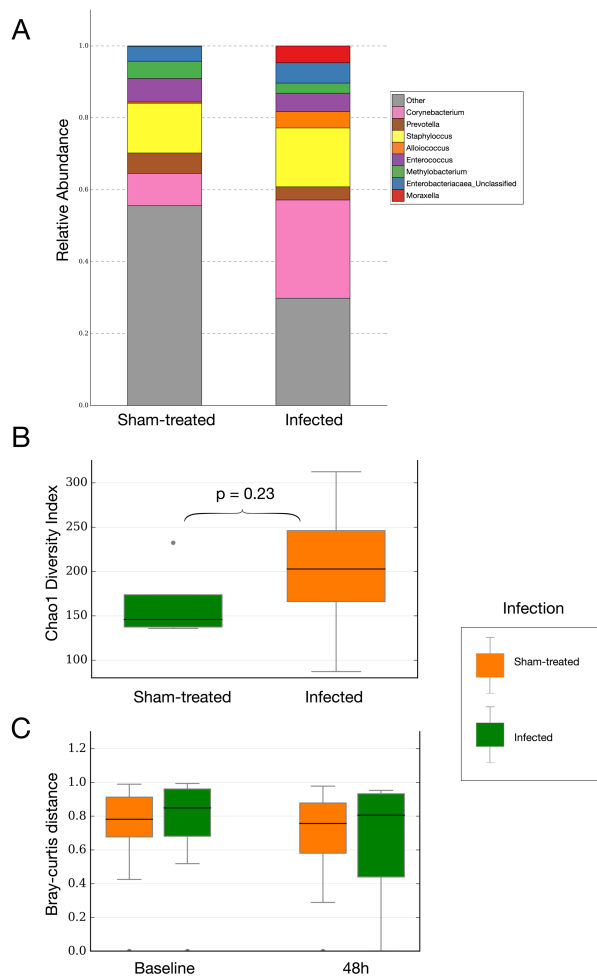 A
Relative Abundance
1.0
0.8
0.6
0.4
0.2
0.0
Sham-treated
Infected
Other
Corynebacterium
Prevotella
Staphyloccus
Alloiococcus
Enterococcus
Methylobacterium
Enterobacteriacaea_Unclassified
Moraxella
B
Chao1 Diversity Index
300
250
200
150
100
p = 0.23
Sham-treated
Infected
Infection
Sham-treated
Infected
C
Bray-curtis distance
1.2
1.0
0.8
0.6
0.4
0.2
0.0
Baseline
48h